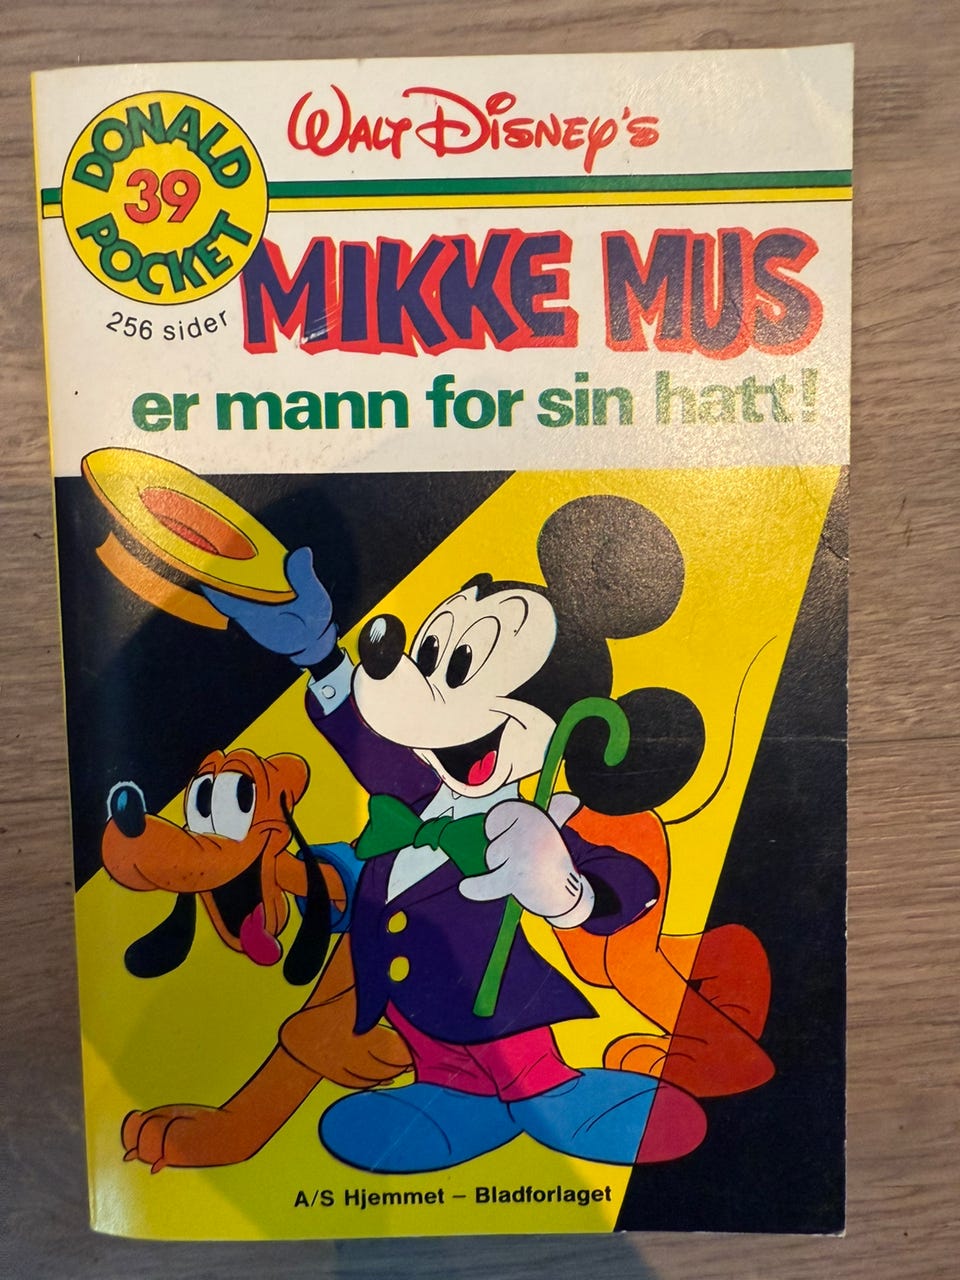 WALT DISNEY'S
DONALD
39
POCKET
256 sider
MIKKE MUS
er mann for sin hatt!
A/S Hjemmet – Bladforlaget